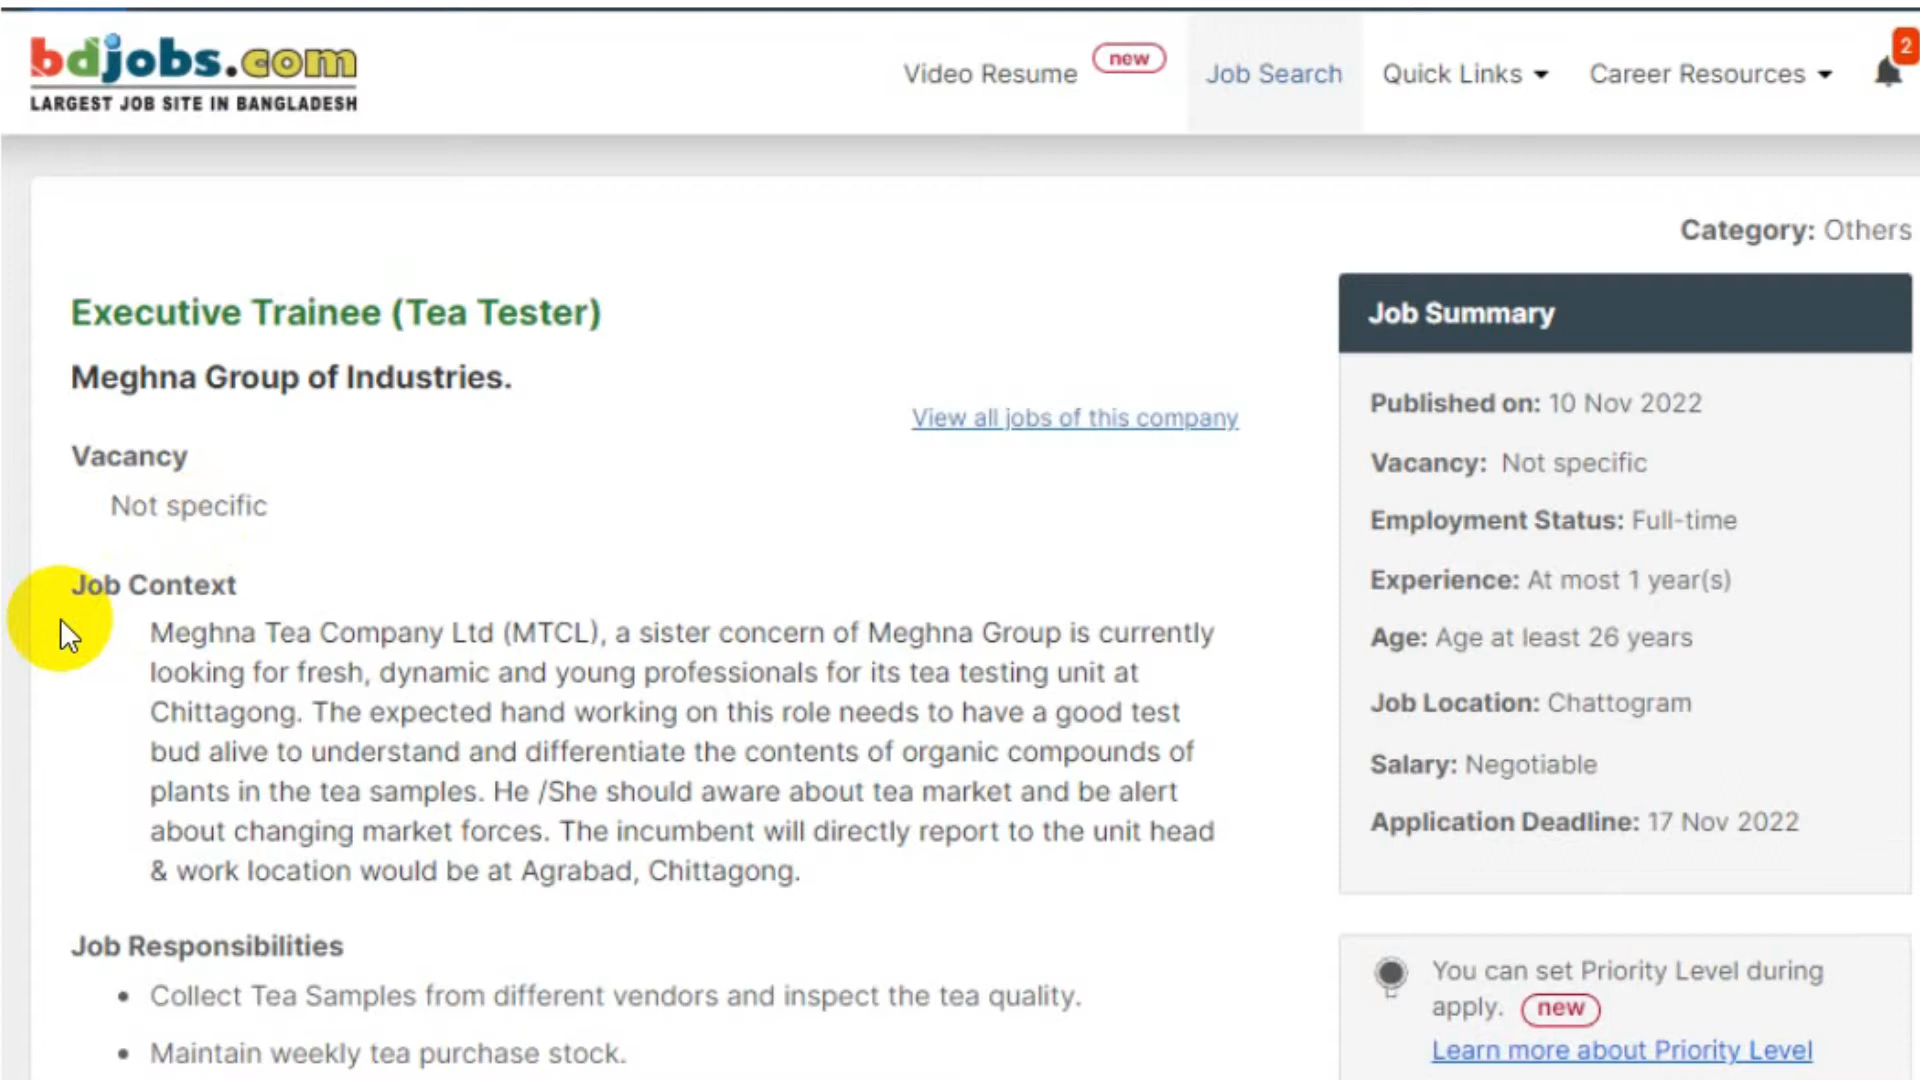 bdjobs.com
LARGEST JOB SITE IN BANGLADESH
Video Resume new Job Search Quick Links Career Resources 2
Category: Others
Executive Trainee (Tea Tester)
Meghna Group of Industries.
View all jobs of this company
Vacancy
Not specific
Job Context
Meghna Tea Company Ltd (MTCL), a sister concern of Meghna Group is currently
looking for fresh, dynamic and young professionals for its tea testing unit at
Chittagong. The expected hand working on this role needs to have a good test
bud alive to understand and differentiate the contents of organic compounds of
plants in the tea samples. He /She should aware about tea market and be alert
about changing market forces. The incumbent will directly report to the unit head
& work location would be at Agrabad, Chittagong.
Job Responsibilities
• Collect Tea Samples from different vendors and inspect the tea quality.
• Maintain weekly tea purchase stock.
Job Summary
Published on: 10 Nov 2022
Vacancy: Not specific
Employment Status: Full-time
Experience: At most 1 year(s)
Age: Age at least 26 years
Job Location: Chattogram
Salary: Negotiable
Application Deadline: 17 Nov 2022
You can set Priority Level during
apply. new
Learn more about Priority Level